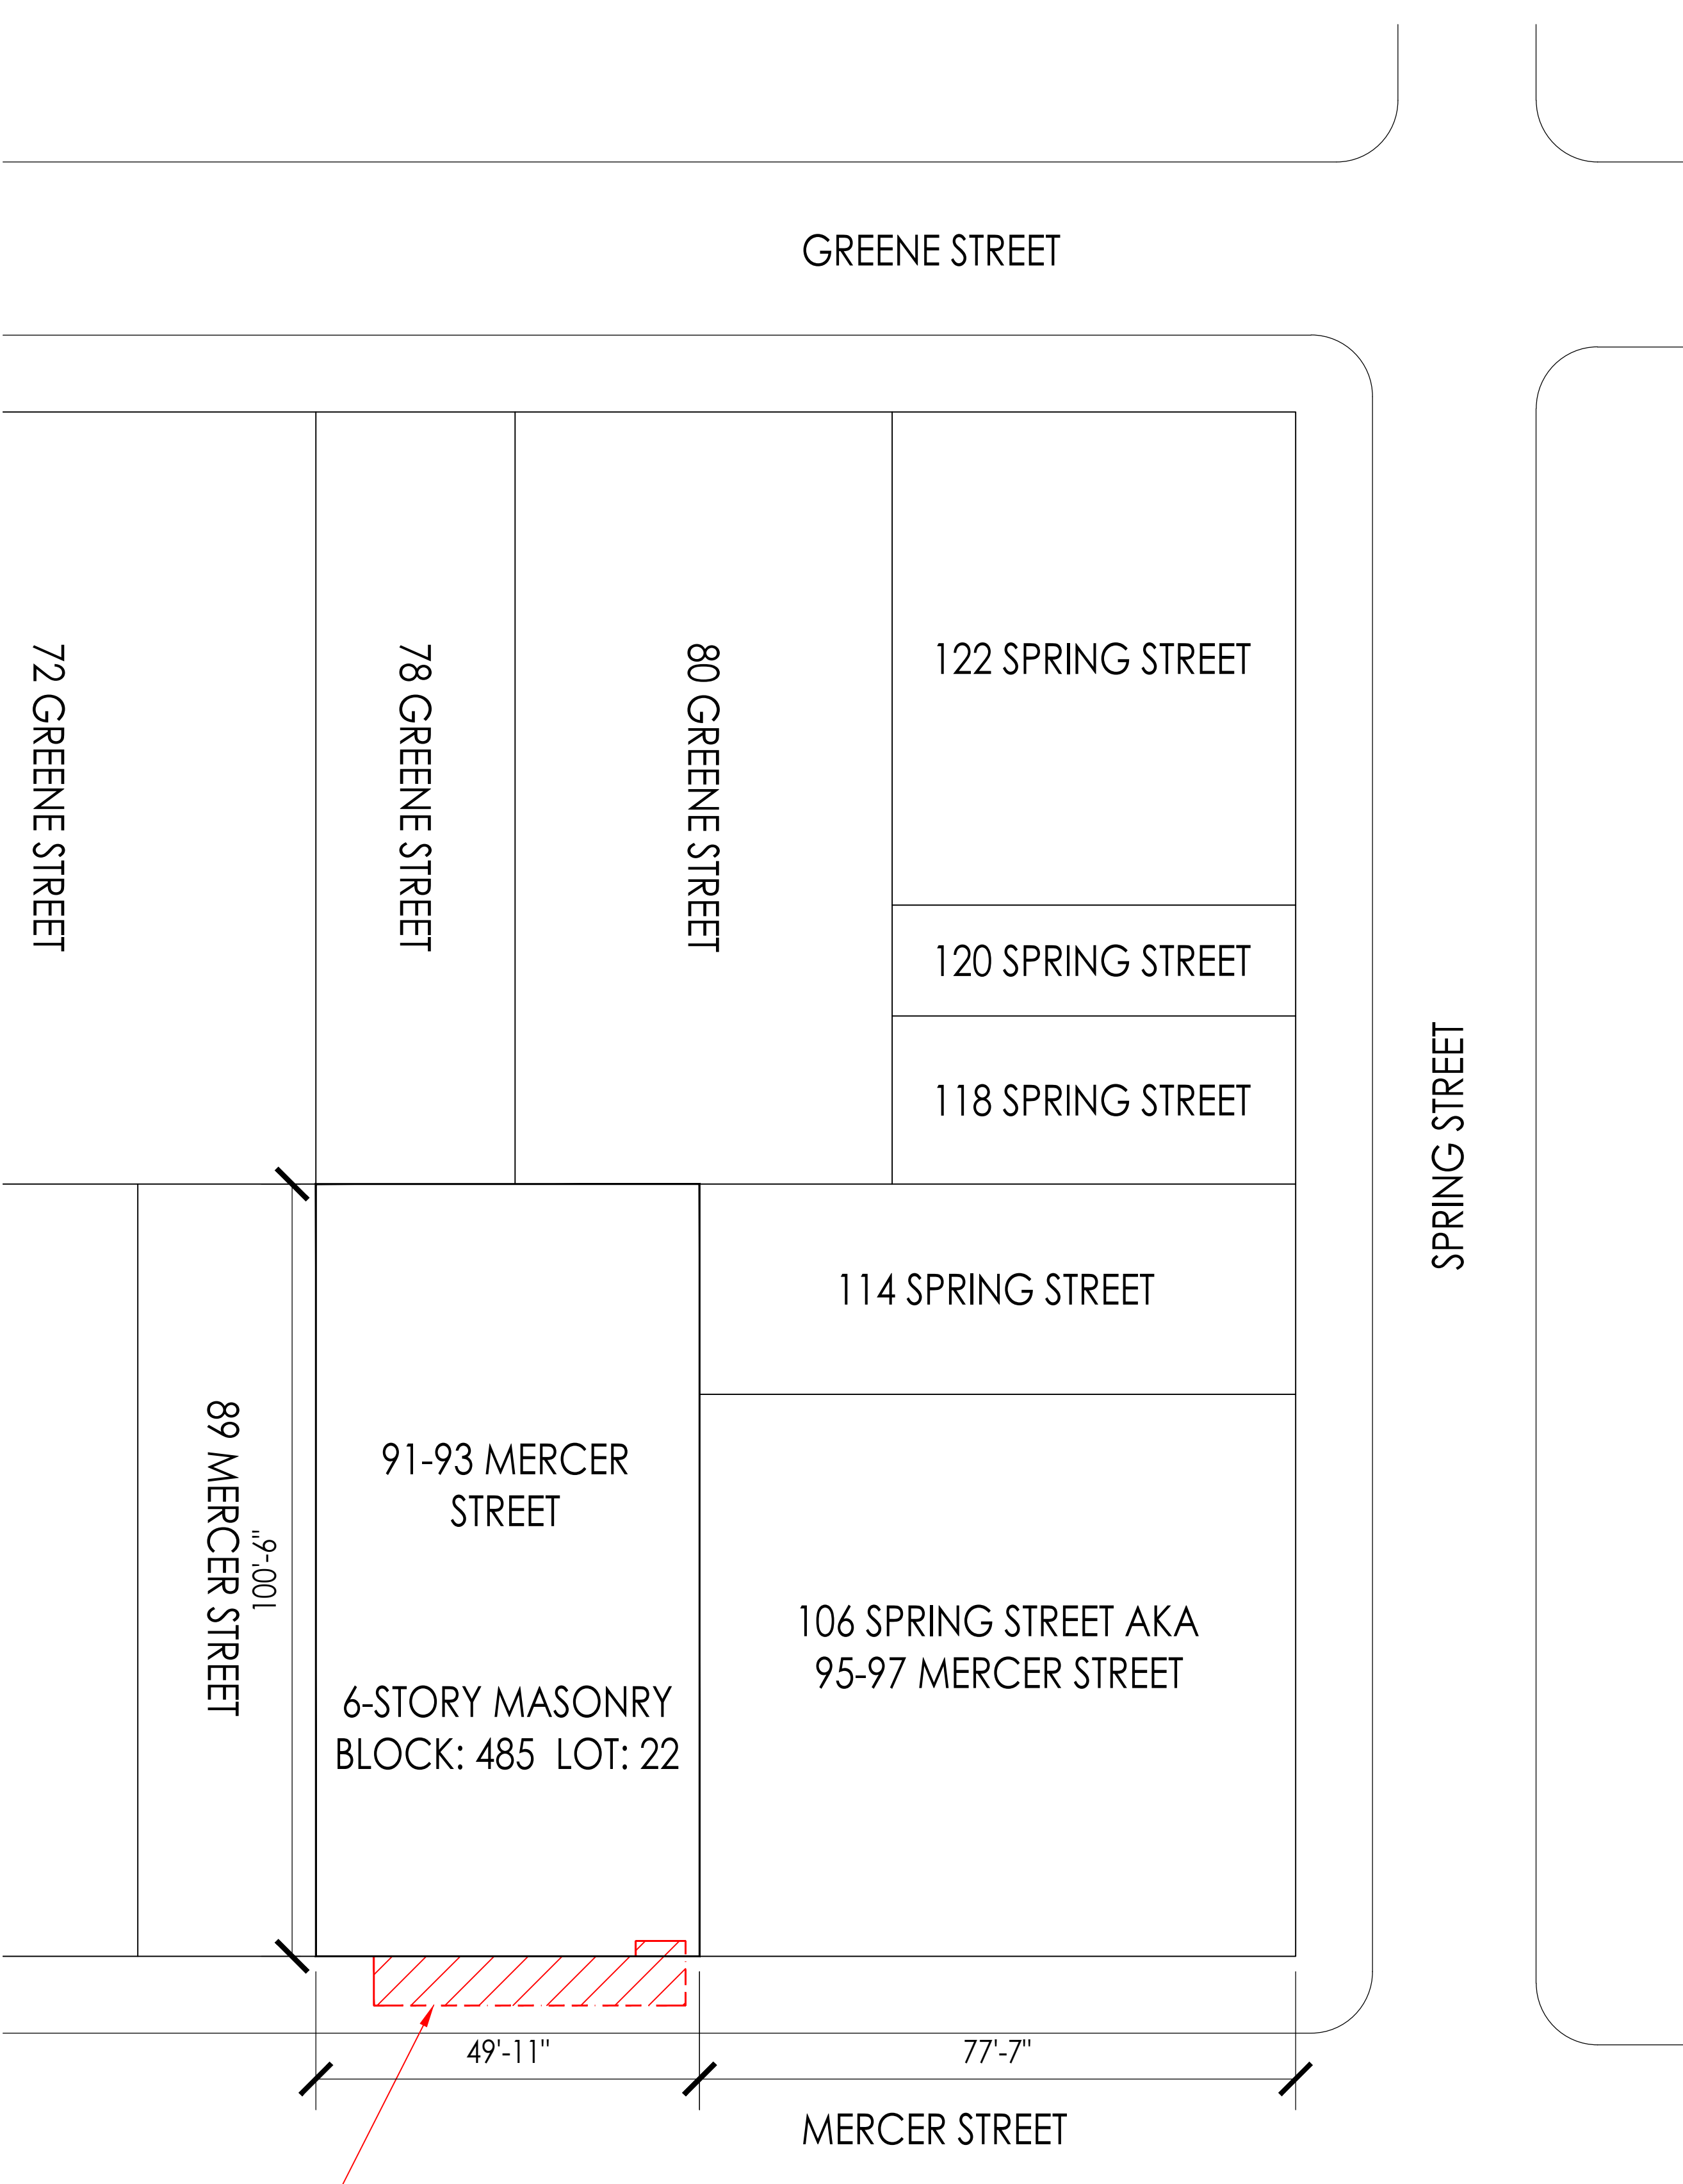 GREENE STREET
72 GREENE STREET
78 GREENE STREET
80 GREENE STREET
122 SPRING STREET
120 SPRING STREET
118 SPRING STREET
SPRING STREET
114 SPRING STREET
89 MERCER STREET
100'-6"
91-93 MERCER
STREET
6-STORY MASONRY
BLOCK: 485 LOT: 22
106 SPRING STREET AKA
95-97 MERCER STREET
49'-11"
77'-7"
MERCER STREET